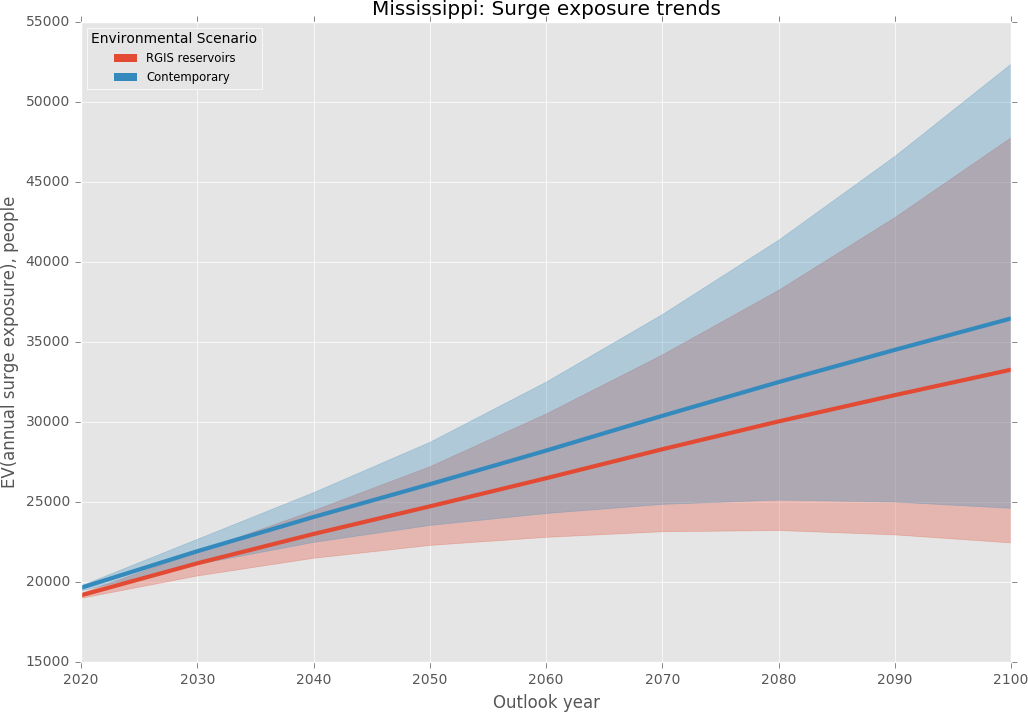 Mississippi: Surge exposure trends
55000
50000
45000
40000
35000
30000
25000
20000
15000
EV(annual surge exposure), people
Environmental Scenario
RGIS reservoirs
Contemporary
2020 2030 2040 2050 2060 2070 2080 2090 2100
Outlook year